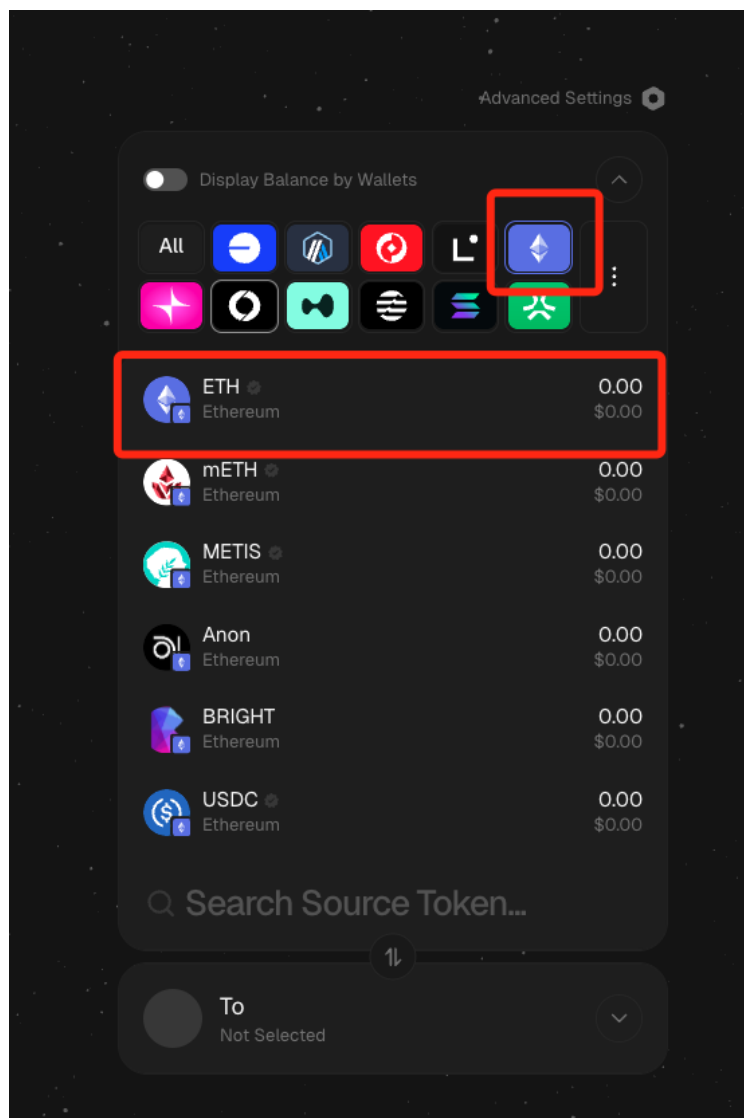 Advanced Settings
Display Balance by Wallets
All
ETH
0.00
Ethereum
$0.00
mETH
0.00
Ethereum
$0.00
METIS
0.00
Ethereum
$0.00
Anon
0.00
Ethereum
$0.00
BRIGHT
0.00
Ethereum
$0.00
USDC
0.00
Ethereum
$0.00
Search Source Token...
To
Not Selected